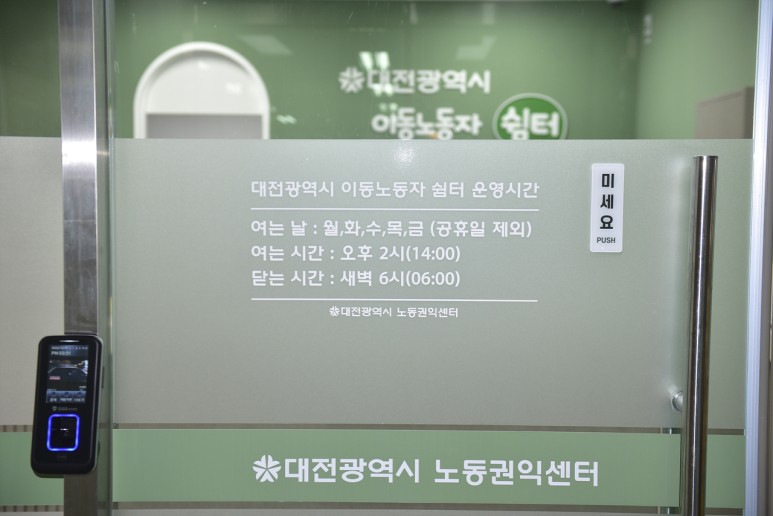 대전광역시
이동노동자 쉼터
대전광역시 이동노동자 쉼터 운영시간
여는 날 : 월,화,수,목,금 (공휴일 제외)
여는 시간 : 오후 2시(14:00)
닫는 시간 : 새벽 6시(06:00)
대전광역시 노동권익센터
미세요
PUSH
대전광역시 노동권익센터